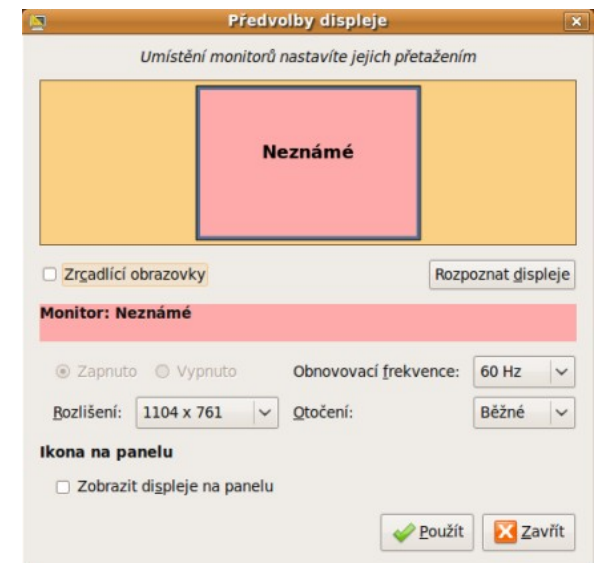 Předvolby displeje
Umístění monitorů nastavíte jejich přetažením
Neznámé
Zrcadlící obrazovky
Rozpoznat displeje
Monitor: Neznámé
Zapnuto Vypnuto Obnovovací frekvence: 60 Hz
Rozlišení: 1104 x 761 Otočení: Běžné
Ikona na panelu
Zobrazit displeje na panelu
Použít Zavřít